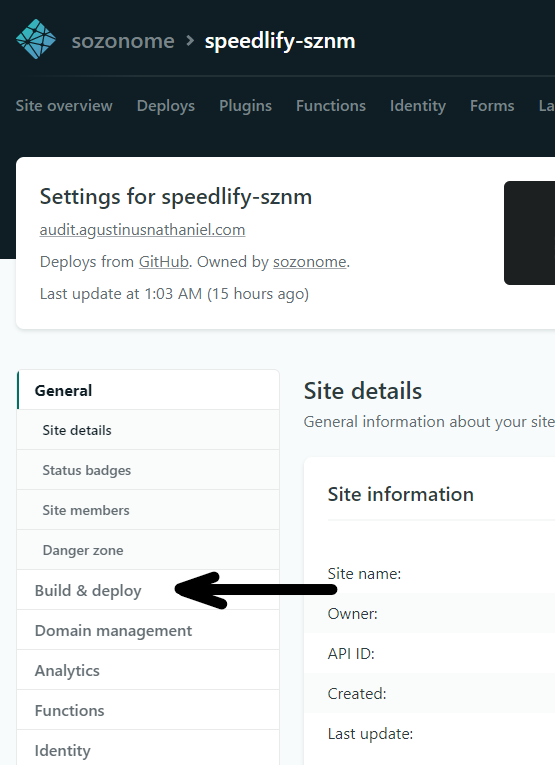 sozonome > speedlify-sznm
Site overview Deploys Plugins Functions Identity Forms La
Settings for speedlify-sznm
audit.agustinusnathaniel.com
Deploys from GitHub. Owned by sozonome.
Last update at 1:03 AM (15 hours ago)
General
Site details
Status badges
Site members
Danger zone
Build & deploy
Domain management
Analytics
Functions
Identity
Site details
General information about your site
Site information
Site name:
Owner:
API ID:
Created:
Last update: